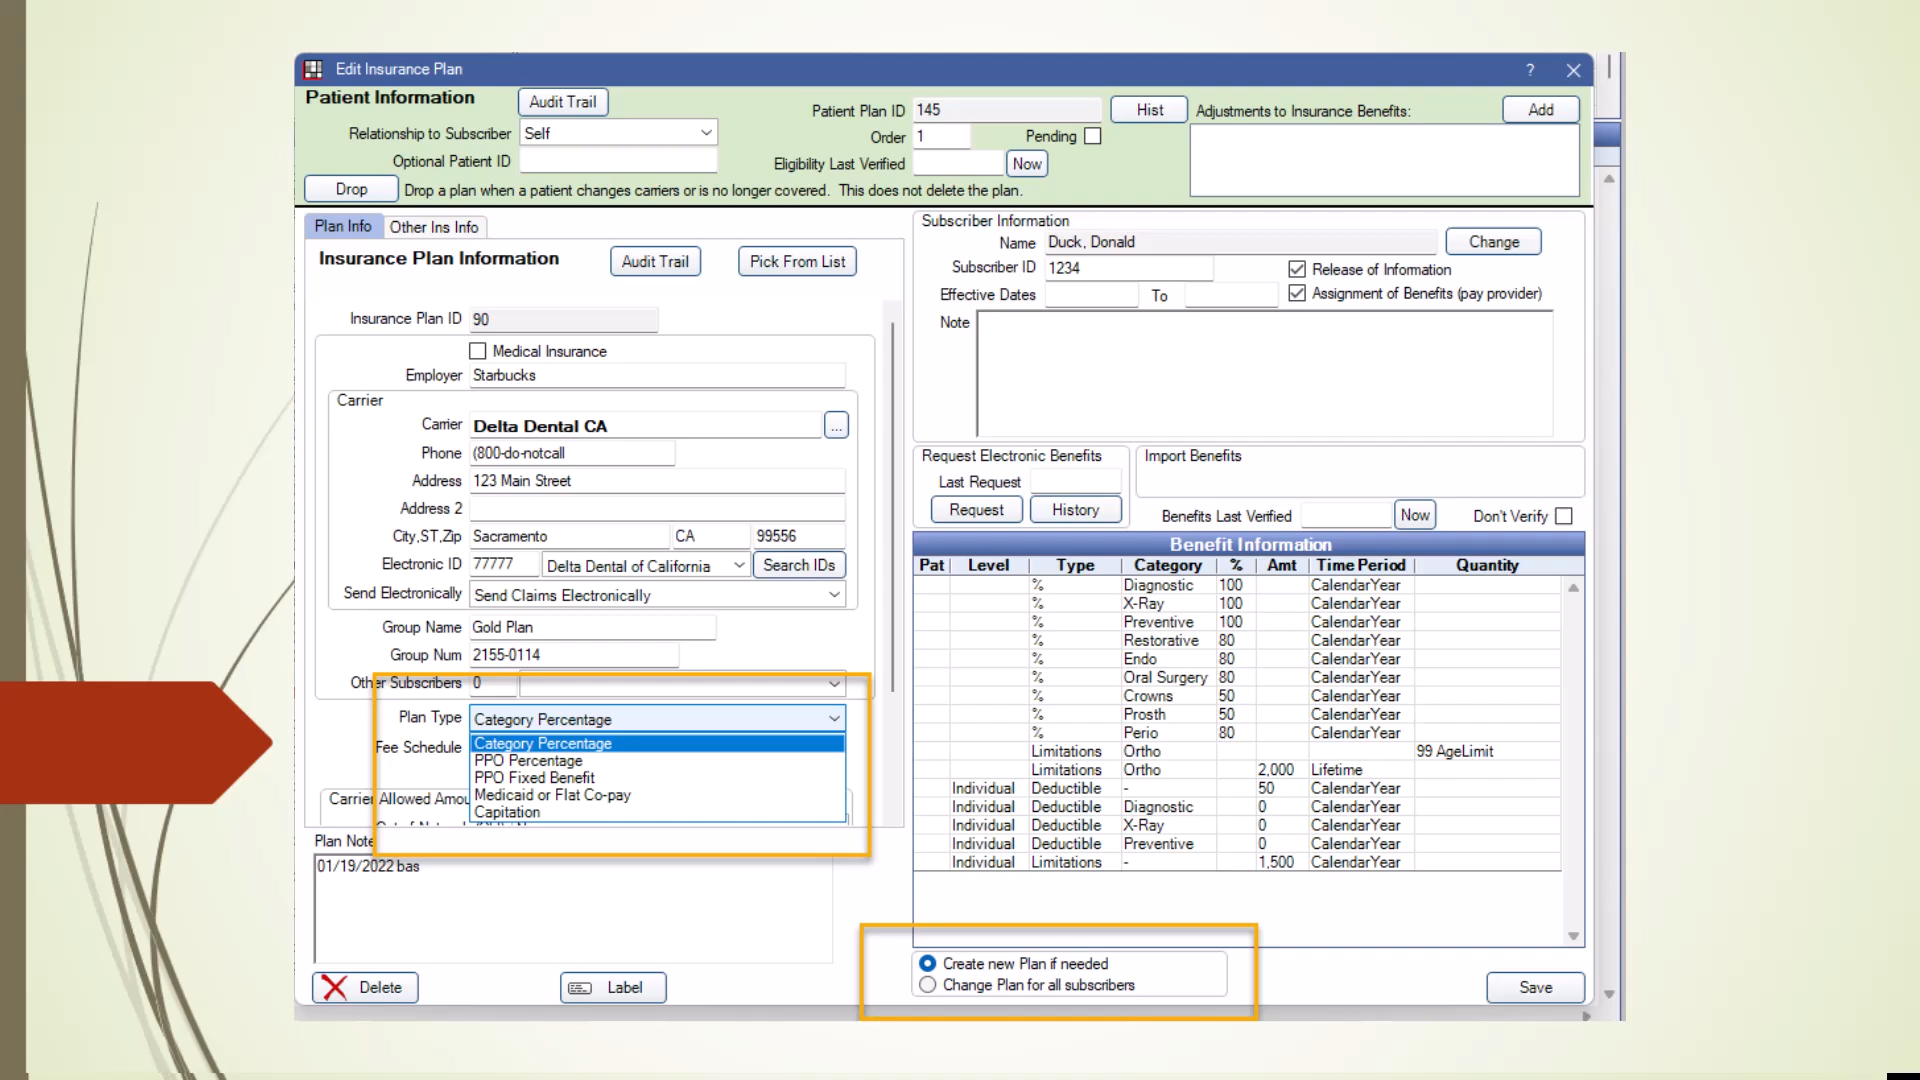 Edit Insurance Plan
?
Patient Information
Audit Trail
Relationship to Subscriber Self
Optional Patient ID
Patient Plan ID 145
Hist
Order 1
Pending
Eligibility Last Verified
Now
Adjustments to Insurance Benefits:
Add
Drop
Drop a plan when a patient changes carriers or is no longer covered. This does not delete the plan.
Plan Info
Other Ins Info
Insurance Plan Information
Audit Trail
Pick From List
Insurance Plan ID 90
Medical Insurance
Employer Starbucks
Carrier
Carrier Delta Dental CA
...
Phone (800-do-notcall
Address 123 Main Street
Address 2
City,ST,Zip Sacramento CA 99556
Electronic ID 77777 Delta Dental of California Search IDs
Send Electronically Send Claims Electronically
Group Name Gold Plan
Group Num 2155-0114
Other Subscribers 0
Plan Type Category Percentage
Fee Schedule
Category Percentage
PPO Percentage
PPO Fixed Benefit
Medicaid or Flat Co-pay
Capitation
Carrier Allowed Amou
Plan Note
01/19/2022 bas
Delete
Label
Subscriber Information
Name Duck, Donald
Change
Subscriber ID 1234
Release of Information
Effective Dates To
Assignment of Benefits (pay provider)
Note
Request Electronic Benefits
Last Request
Request
History
Import Benefits
Benefits Last Verified
Now
Don't Verify
Benefit Information
Pat Level Type Category % Amt Time Period Quantity
% Diagnostic 100 CalendarYear
% X-Ray 100 CalendarYear
% Preventive 100 CalendarYear
% Restorative 80 CalendarYear
% Endo 80 CalendarYear
% Oral Surgery 80 CalendarYear
% Crowns 50 CalendarYear
% Prosth 50 CalendarYear
% Perio 80 CalendarYear
Limitations Ortho 99 AgeLimit
Limitations Ortho 2,000 Lifetime
Individual Deductible - 50 CalendarYear
Individual Deductible Diagnostic 0 CalendarYear
Individual Deductible X-Ray 0 CalendarYear
Individual Deductible Preventive 0 CalendarYear
Individual Limitations - 1,500 CalendarYear
Create new Plan if needed
Change Plan for all subscribers
Save